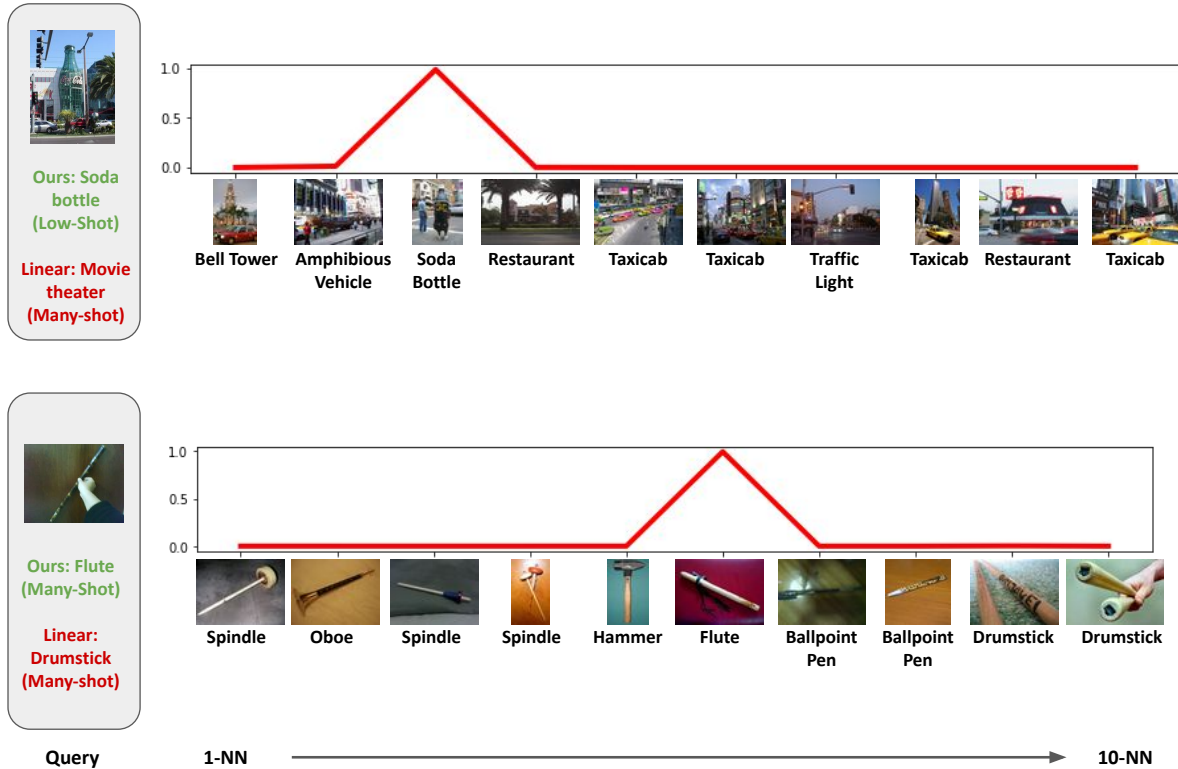 Ours: Soda
bottle
(Low-Shot)
Linear: Movie
theater
(Many-shot)
1.0
0.5
0.0
Bell Tower
Amphibious
Vehicle
Soda
Bottle
Restaurant
Taxicab
Taxicab
Traffic
Light
Taxicab
Restaurant
Taxicab
Ours: Flute
(Many-Shot)
Linear:
Drumstick
(Many-shot)
1.0
0.5
0.0
Spindle
Oboe
Spindle
Spindle
Hammer
Flute
Ballpoint
Pen
Ballpoint
Pen
Drumstick
Drumstick
Query
1-NN
10-NN